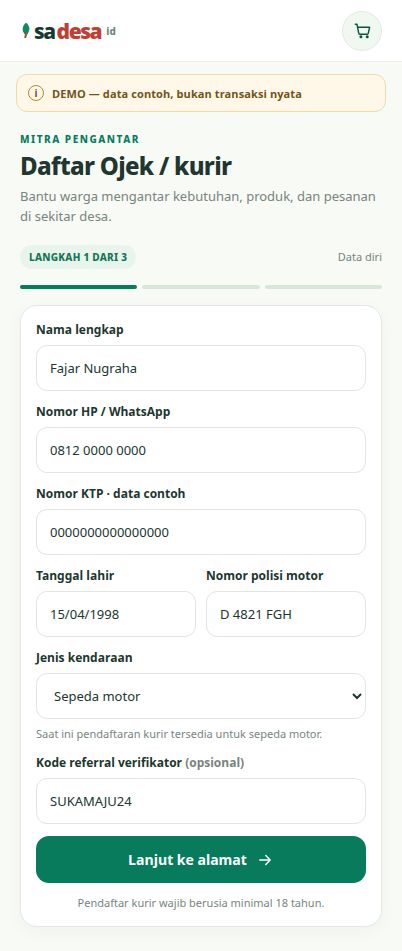 sadesa id
DEMO — data contoh, bukan transaksi nyata
MITRA PENGANTAR
Daftar Ojek / kurir
Bantu warga mengantar kebutuhan, produk, dan pesanan
di sekitar desa.
LANGKAH 1 DARI 3
Data diri
Nama lengkap
Fajar Nugraha
Nomor HP / WhatsApp
0812 0000 0000
Nomor KTP · data contoh
0000000000000000
Tanggal lahir
Nomor polisi motor
15/04/1998
D 4821 FGH
Jenis kendaraan
Sepeda motor
Saat ini pendaftaran kurir tersedia untuk sepeda motor.
Kode referral verifikator (opsional)
SUKAMAJU24
Lanjut ke alamat →
Pendaftar kurir wajib berusia minimal 18 tahun.